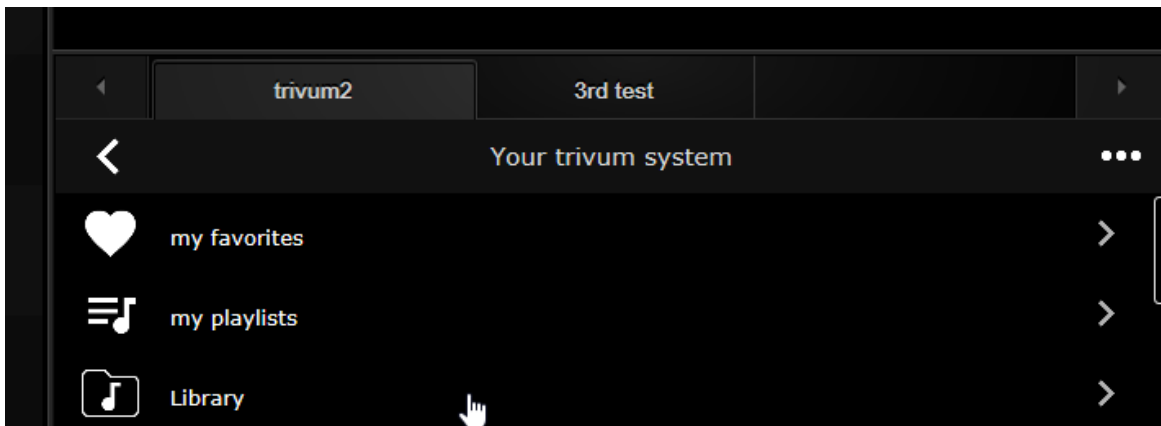 trivum2 3rd test
Your trivum system
my favorites
my playlists
Library